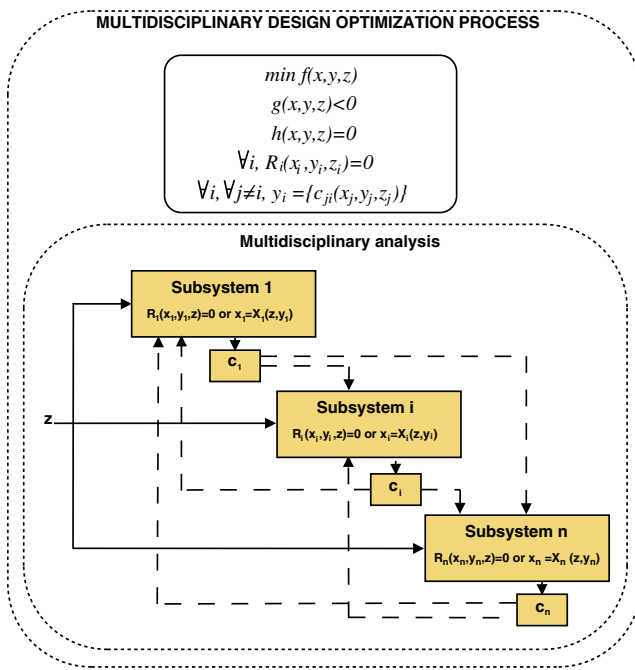 MULTIDISCIPLINARY DESIGN OPTIMIZATION PROCESS
min f(x,y,z)
g(x,y,z)<0
h(x,y,z)=0
∀i, Rᵢ(xᵢ,yᵢ,zᵢ)=0
∀i, ∀j≠i, yᵢ ={cⱼᵢ(xⱼ,yⱼ,zⱼ)}
Multidisciplinary analysis
Subsystem 1
R₁(x₁,y₁,z)=0 or x₁=X₁(z,y₁)
c₁
Subsystem i
z
Rᵢ(xᵢ,yᵢ,z)=0 or xᵢ=Xᵢ(z,yᵢ)
cᵢ
Subsystem n
Rₙ(xₙ,yₙ,z)=0 or xₙ =Xₙ (z,yₙ)
cₙ